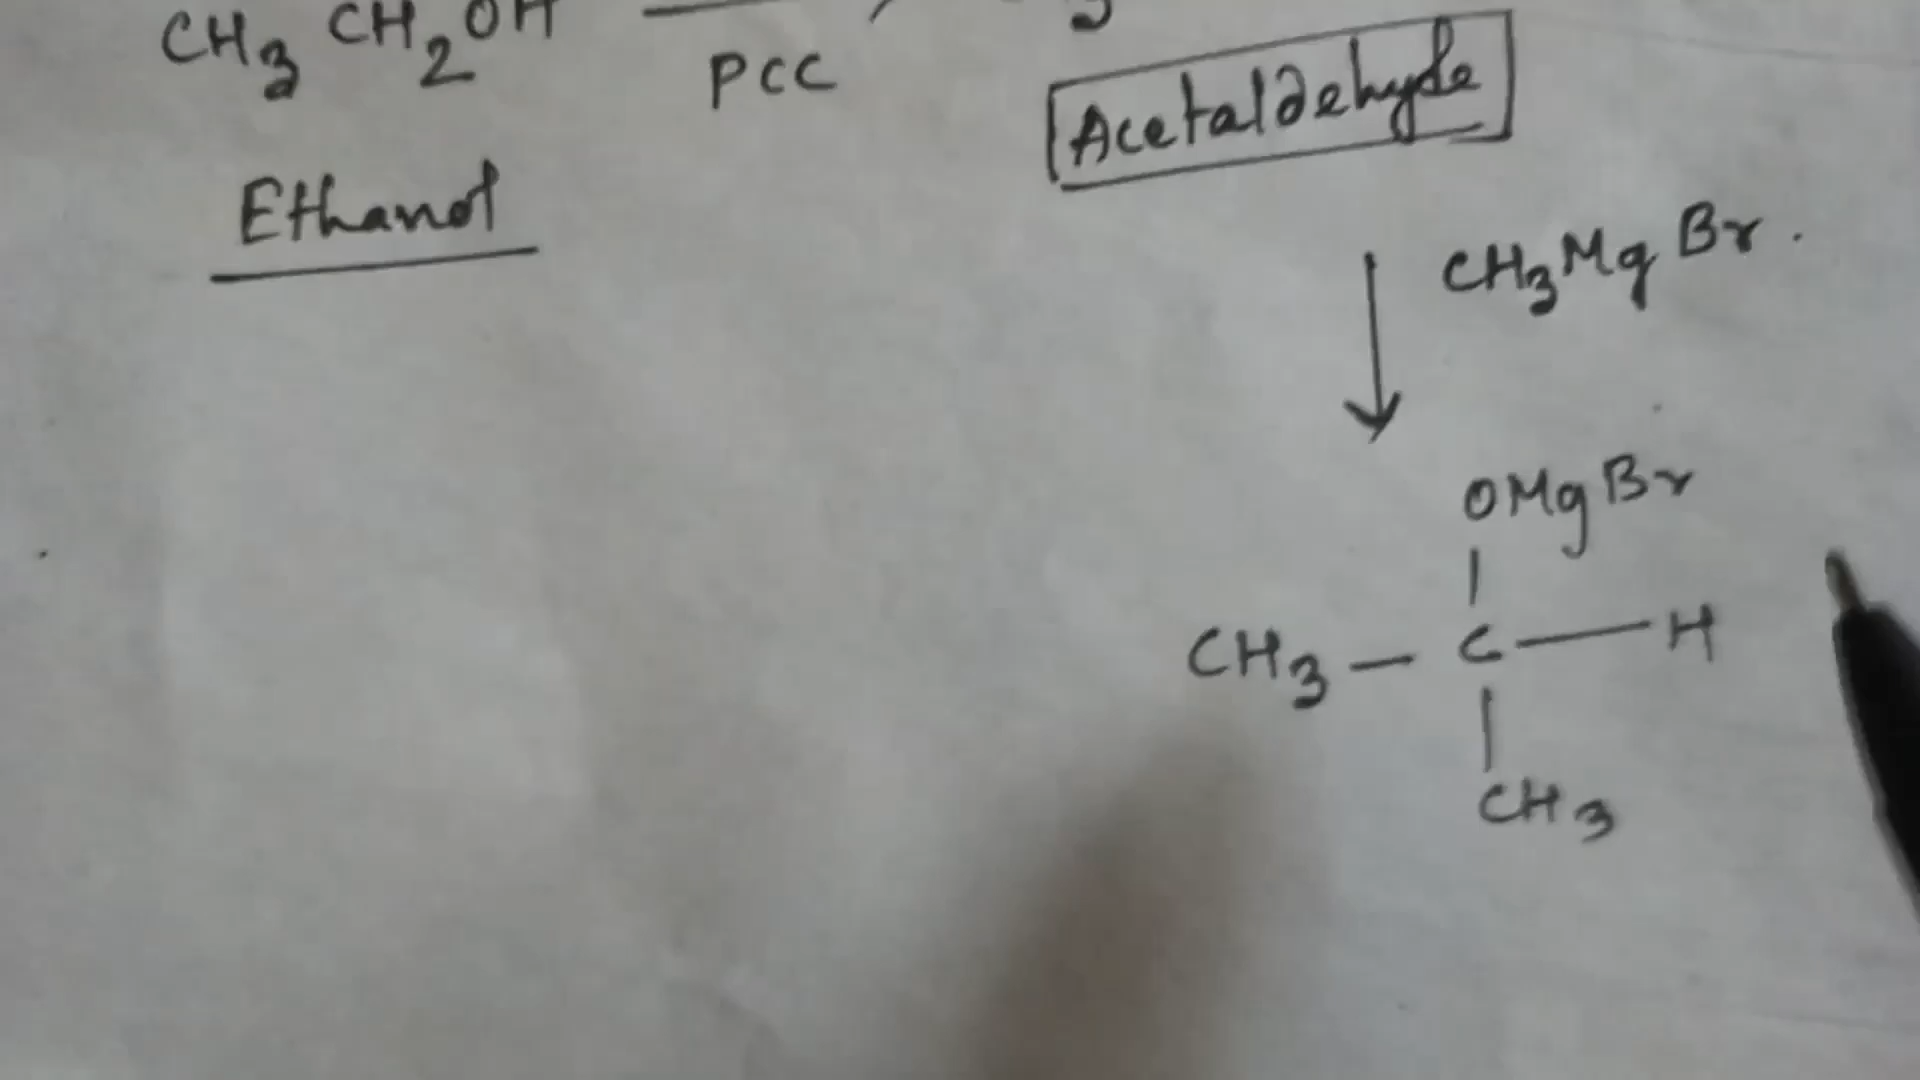 CH3 CH2OH
PCC
Acetaldehyde
Ethanol
CH3MgBr.
OMgBr
CH3 – C – H
CH3